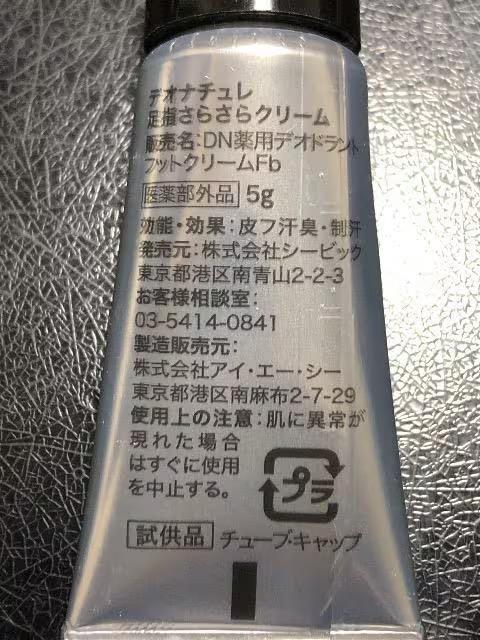 デオナチュレ
足指さらさらクリーム
販売名：DN薬用デオドラント
フットクリームFb
医薬部外品 5g
効能・効果：皮フ汗臭・制汗
発売元：株式会社シービック
東京都港区南青山2-2-3
お客様相談室：
03-5414-0841
製造販売元：
株式会社アイ・エー・シー
東京都港区南麻布2-7-29
使用上の注意：肌に異常が
現れた場合
はすぐに使用
を中止する。
プラ
試供品 チューブ・キャップ